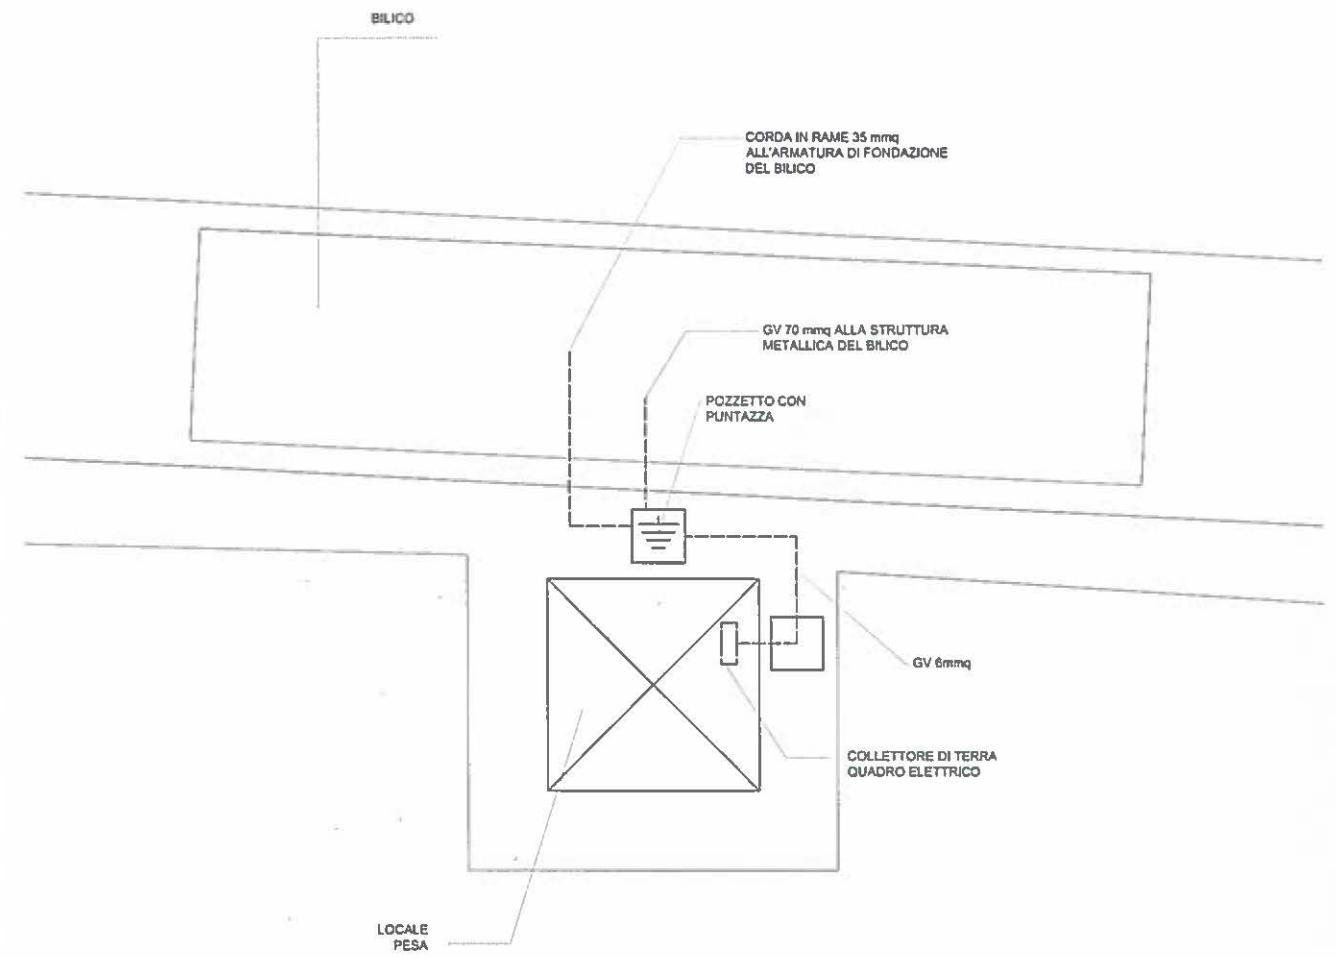 BILICO
CORDA IN RAME 35 mmq
ALL'ARMATURA DI FONDAZIONE
DEL BILICO
GV 70 mmq ALLA STRUTTURA
METALLICA DEL BILICO
POZZETTO CON
PUNTAZZA
GV 6mmq
COLLETTORE DI TERRA
QUADRO ELETTRICO
LOCALE
PESA